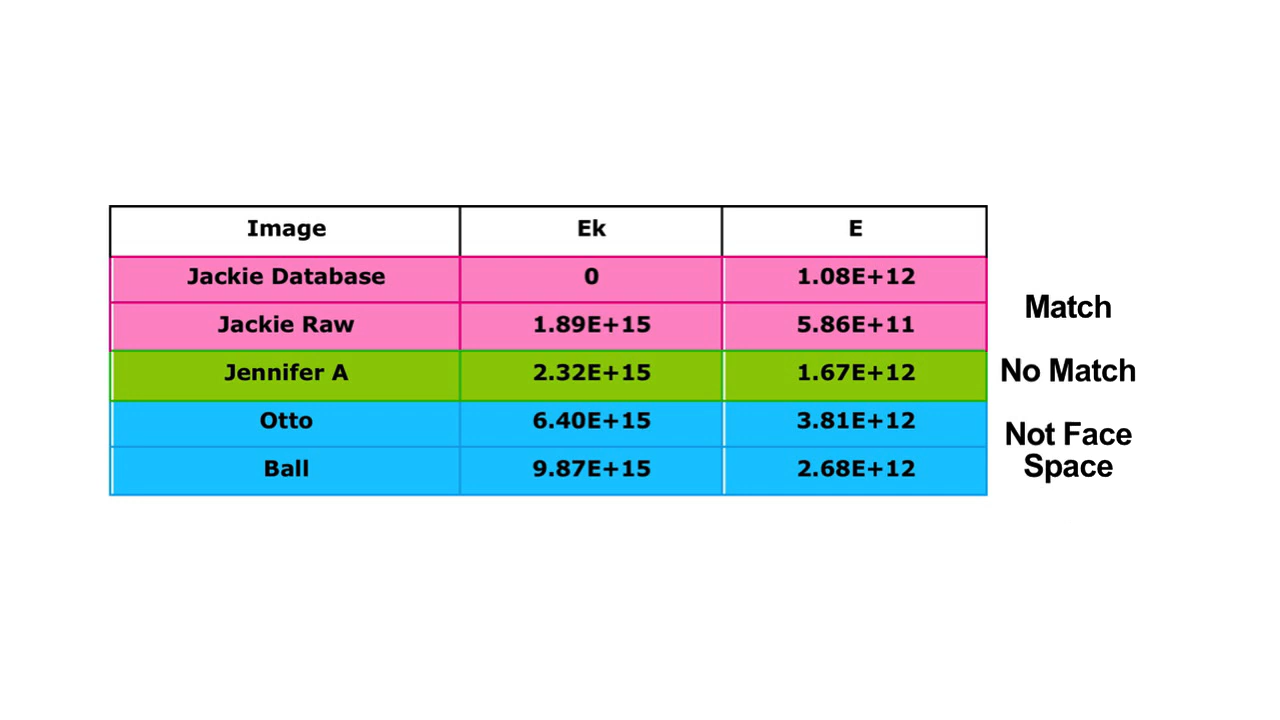 Image Ek E
Jackie Database 0 1.08E+12
Jackie Raw 1.89E+15 5.86E+11
Match
Jennifer A 2.32E+15 1.67E+12
No Match
Otto 6.40E+15 3.81E+12
Ball 9.87E+15 2.68E+12
Not Face
Space